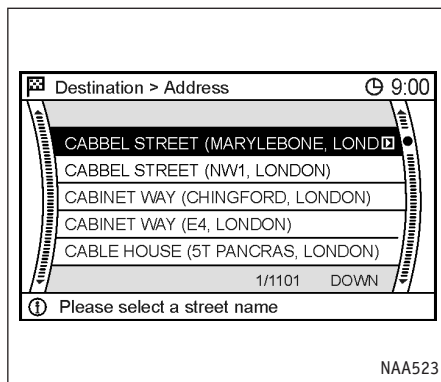 Destination > Address 9:00
CABBEL STREET (MARYLEBONE, LOND
CABBEL STREET (NW1, LONDON)
CABINET WAY (CHINGFORD, LONDON)
CABINET WAY (E4, LONDON)
CABLE HOUSE (5T PANCRAS, LONDON)
1/1101 DOWN
Please select a street name
NAA523